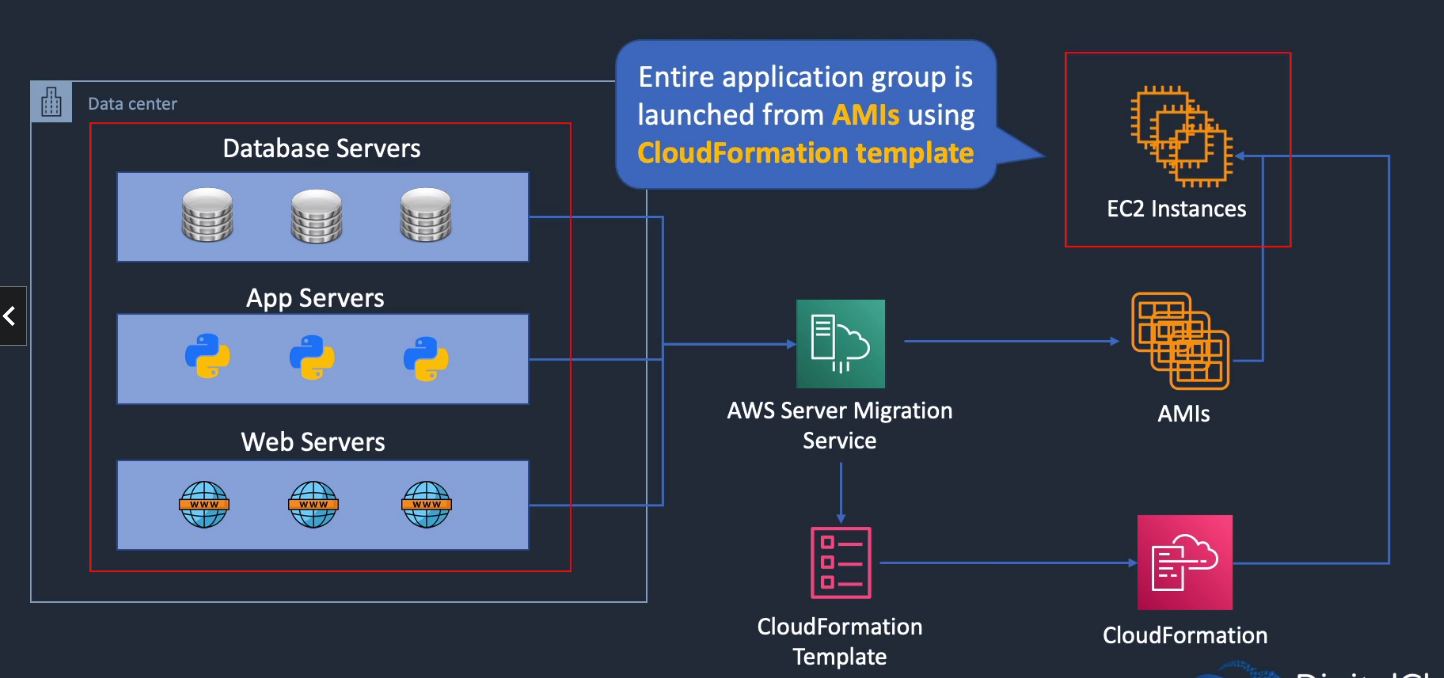 Entire application group is
launched from AMIs using
CloudFormation template
Data center
Database Servers
App Servers
Web Servers
WWW
WWW
WWW
AWS Server Migration
Service
CloudFormation
Template
EC2 Instances
AMIs
CloudFormation